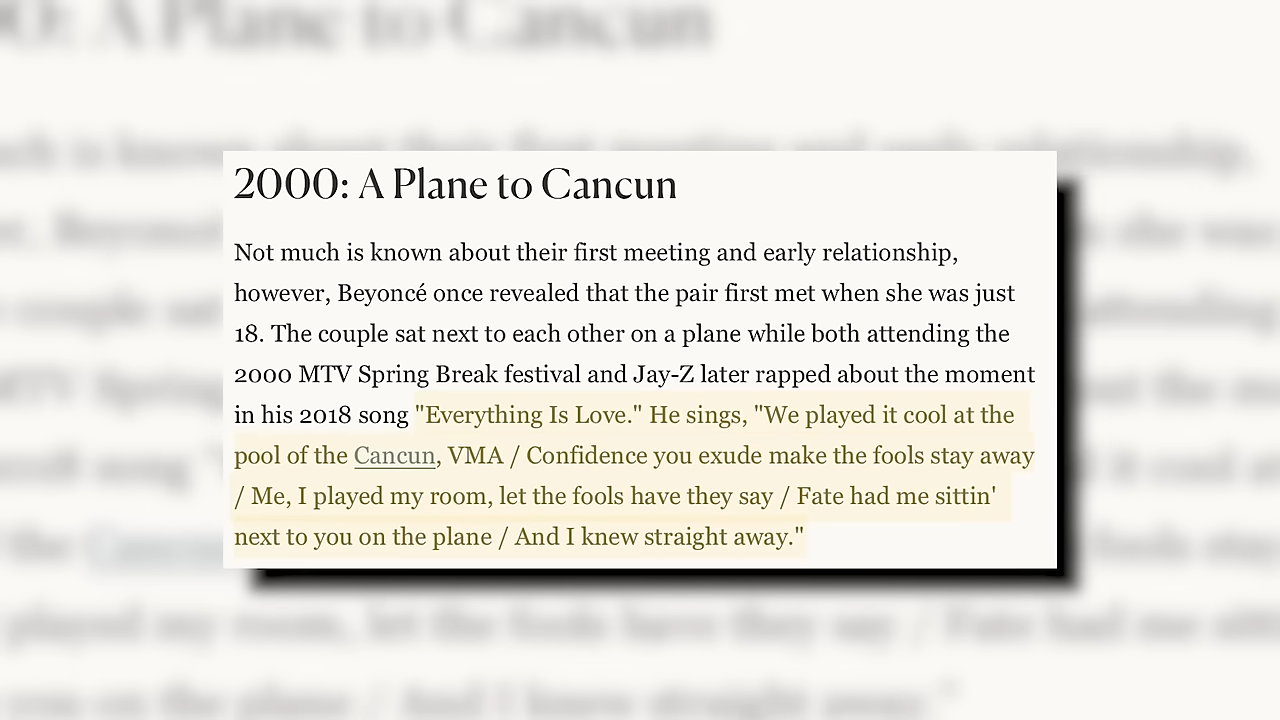 2000: A Plane to Cancun
Not much is known about their first meeting and early relationship,
however, Beyoncé once revealed that the pair first met when she was just
18. The couple sat next to each other on a plane while both attending the
2000 MTV Spring Break festival and Jay-Z later rapped about the moment
in his 2018 song "Everything Is Love." He sings, "We played it cool at the
pool of the Cancun, VMA / Confidence you exude make the fools stay away
/ Me, I played my room, let the fools have they say / Fate had me sittin'
next to you on the plane / And I knew straight away."